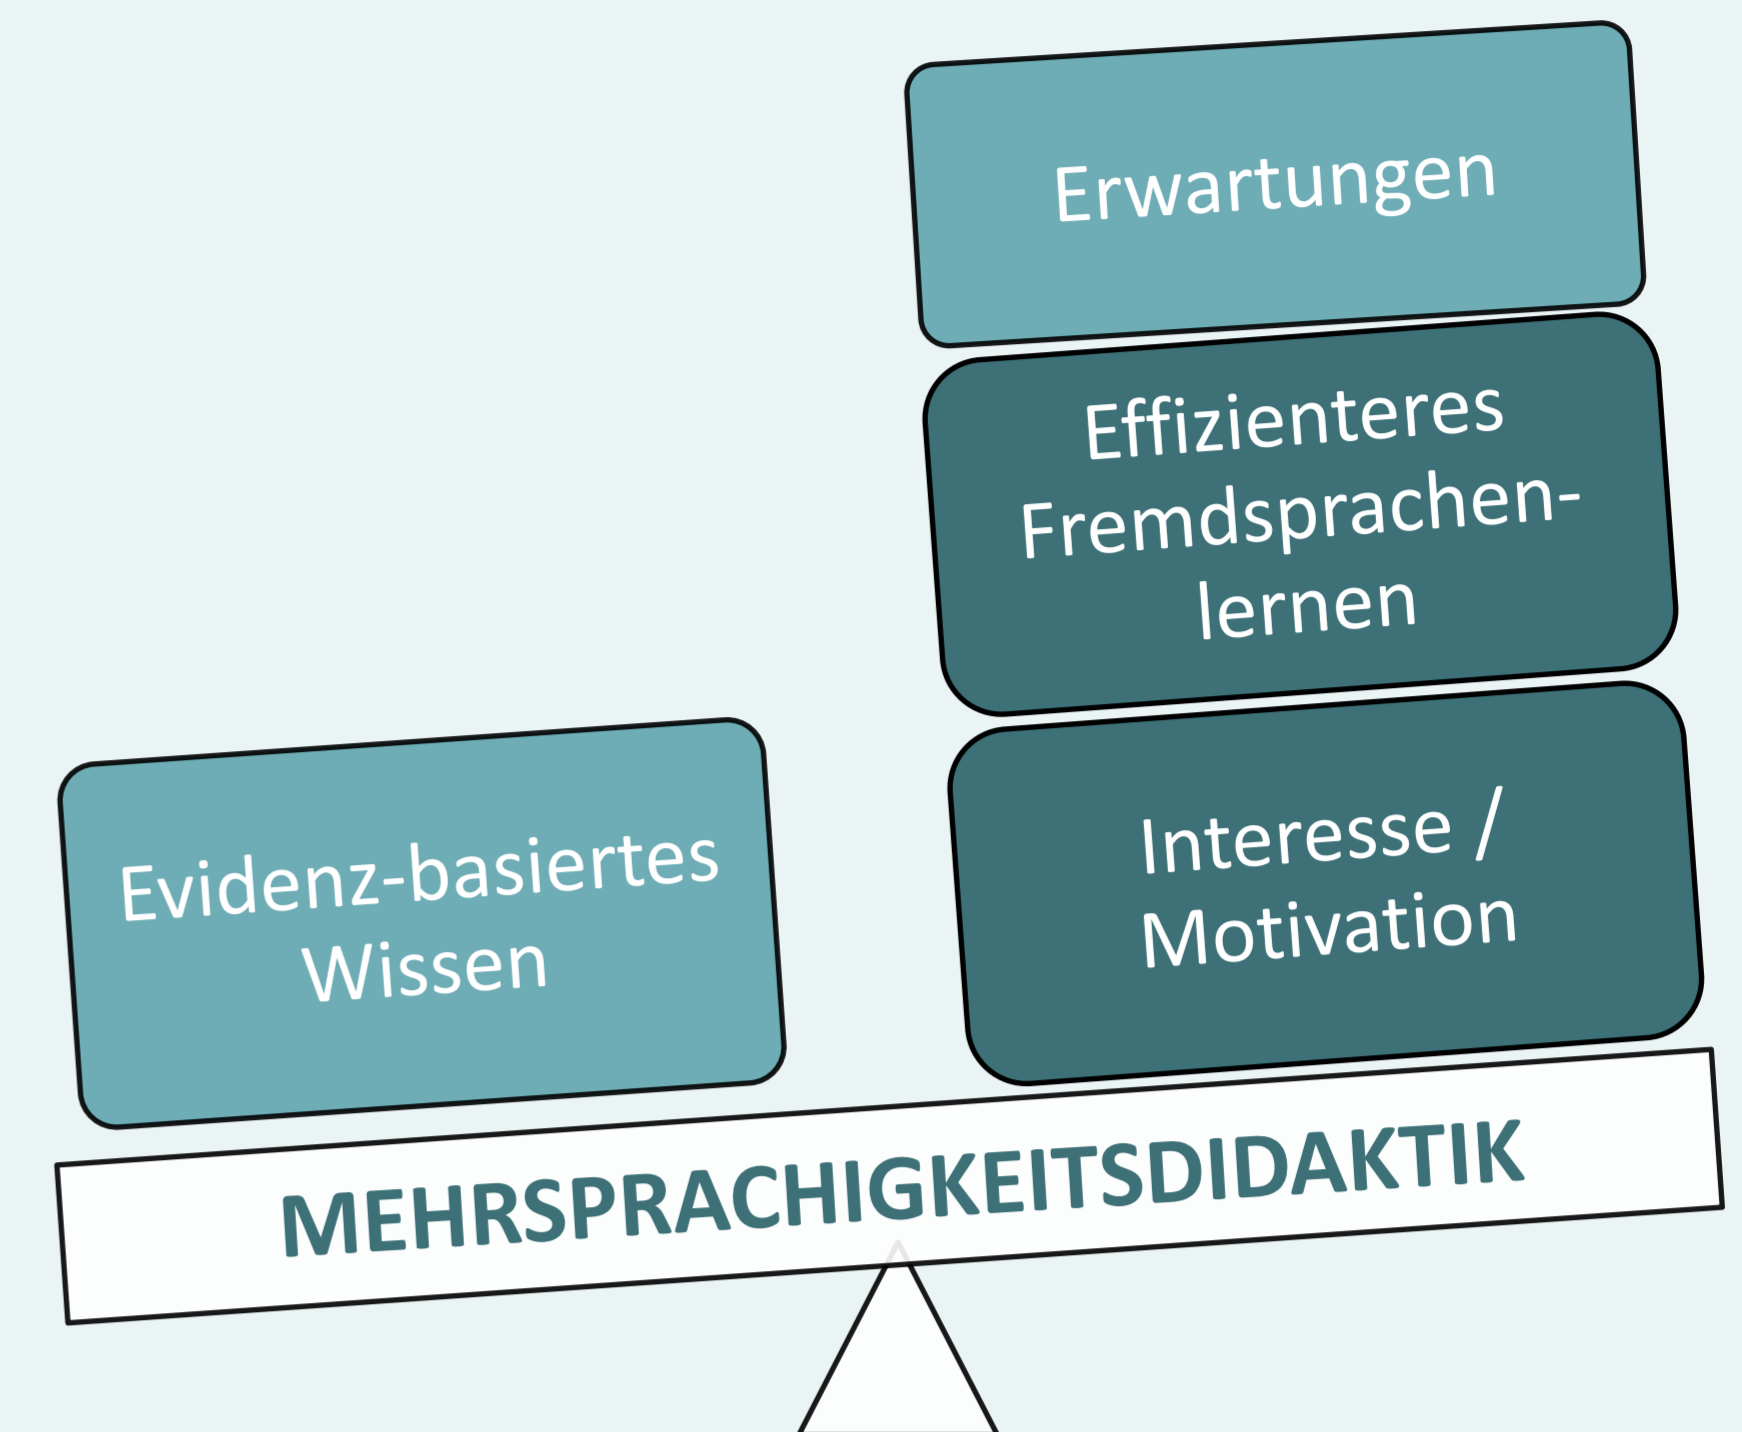 Erwartungen
Effizienteres
Fremdsprachen-
lernen
Interesse /
Motivation
Evidenz-basiertes
Wissen
MEHRSPRACHIGKEITSDIDAKTIK